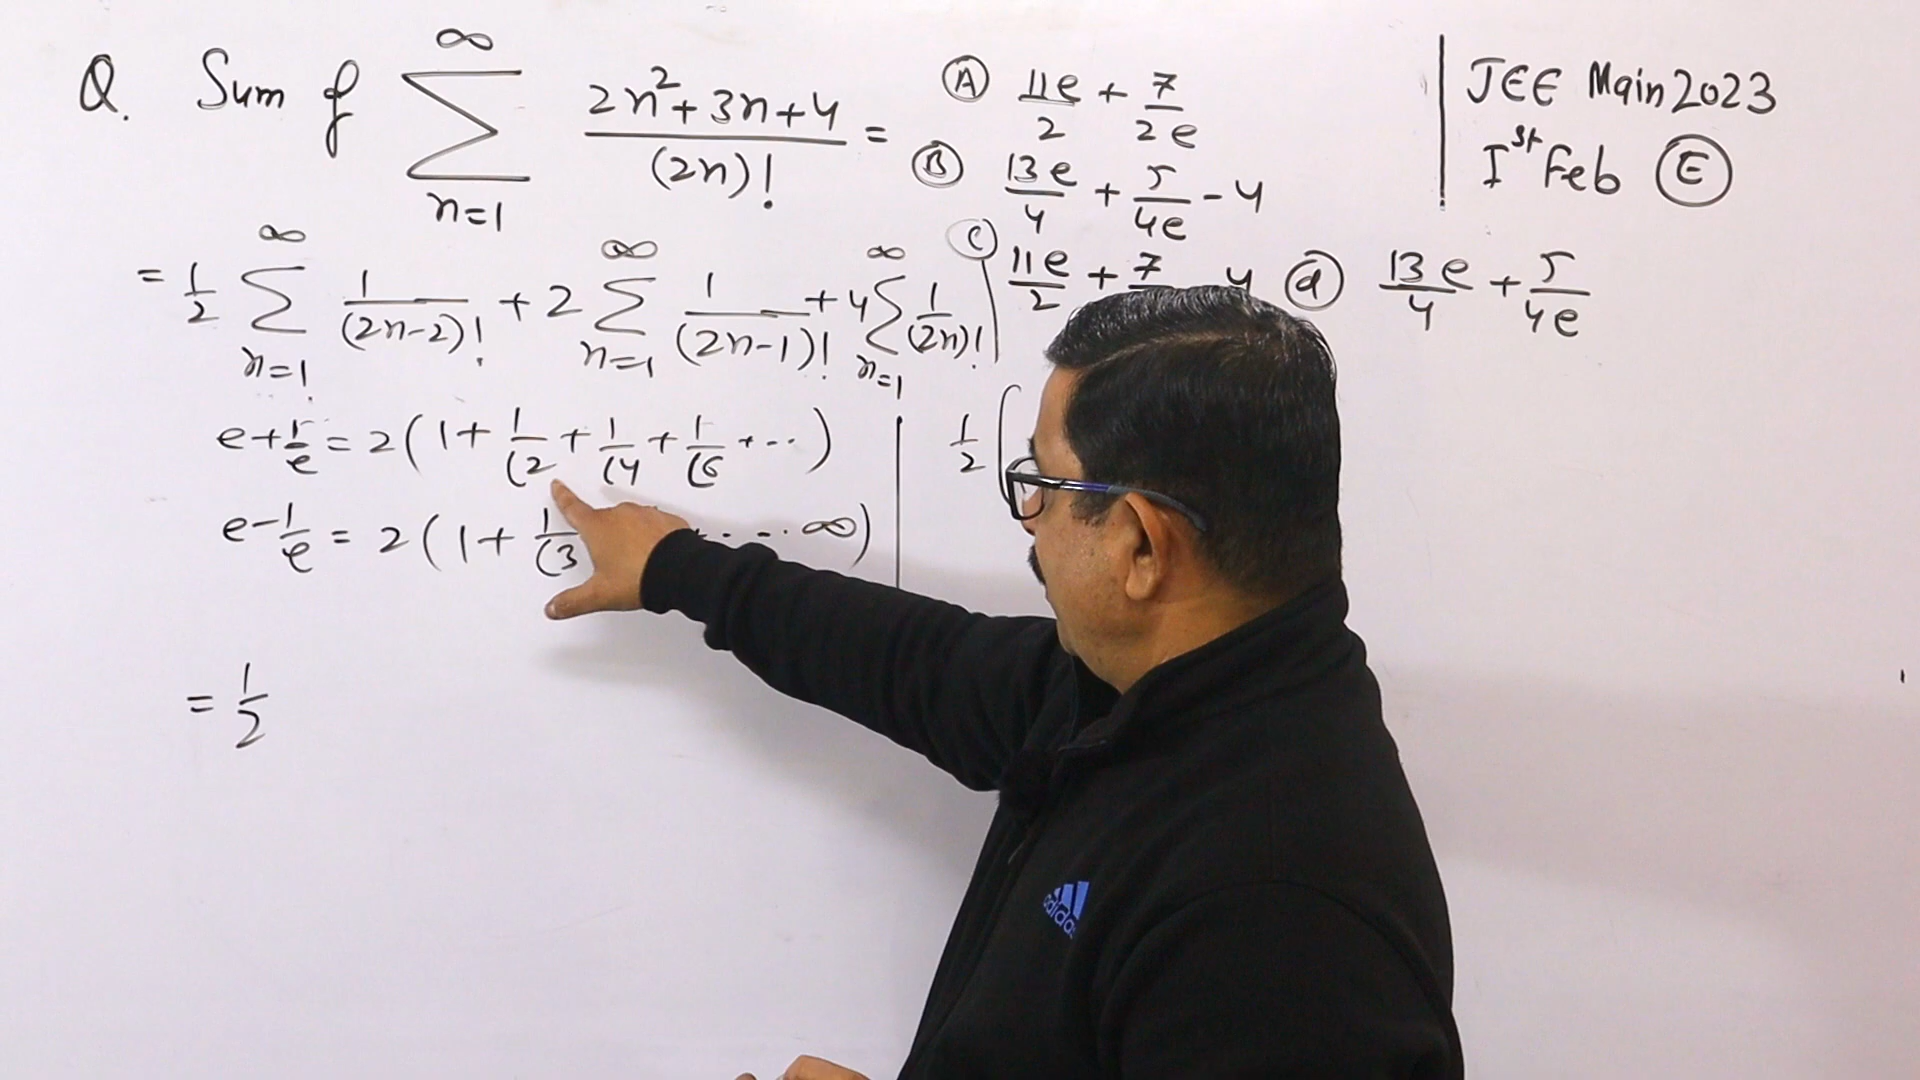 Q. Sum of ∞ ∑ n=1 (2n²+3n+4)/(2n)! =
Ⓐ 11e/2 + 7/2e
Ⓑ 13e/4 + 5/4e - 4
Ⓒ 11e/2 + 7/ - 4
ⓓ 13e/4 + 5/4e
JEE Main 2023
Ist Feb Ⓔ
= 1/2 ∞ ∑ n=1 1/(2n-2)! + 2 ∞ ∑ n=1 1/(2n-1)! + 4 ∞ ∑ n=1 1/(2n)!
e + 1/e = 2 ( 1 + 1/(2 + 1/(4 + 1/(6 + ... )
e - 1/e = 2 ( 1 + 1/(3 ..... ∞ )
1/2 (
= 1/2
adidas